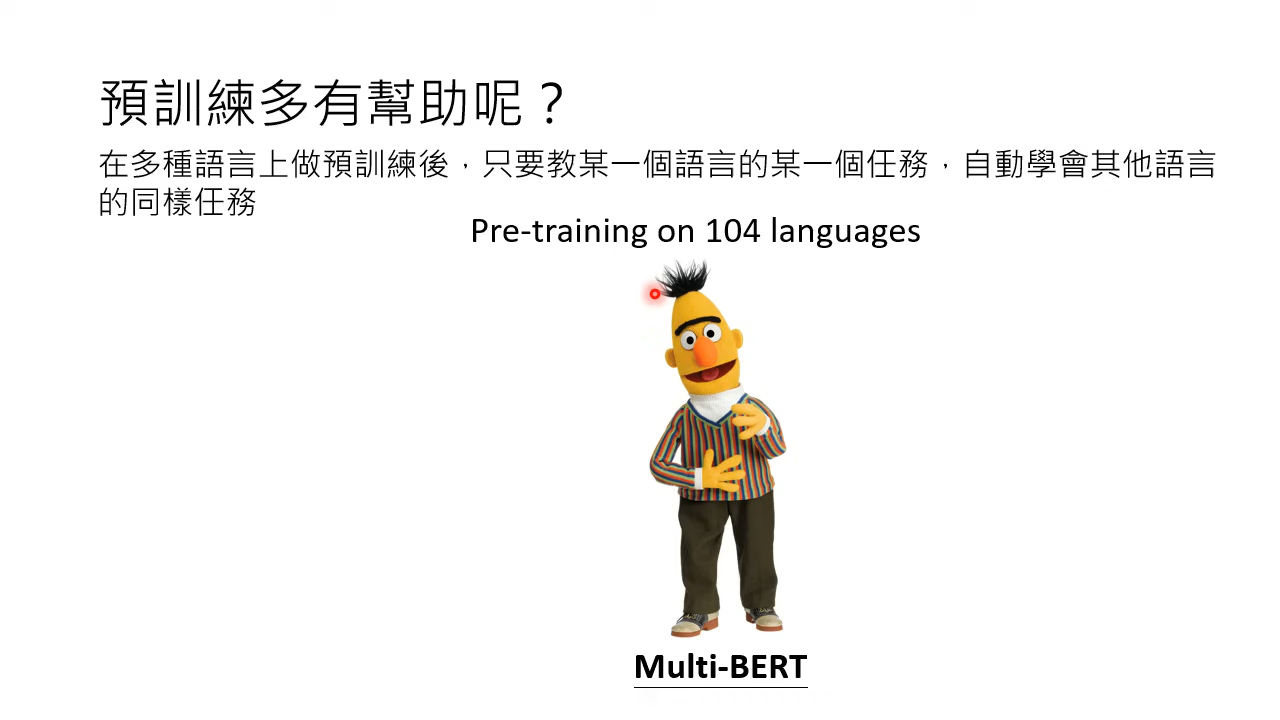 預訓練多有幫助呢？
在多種語言上做預訓練後，只要教某一個語言的某一個任務，自動學會其他語言
的同樣任務
Pre-training on 104 languages
Multi-BERT